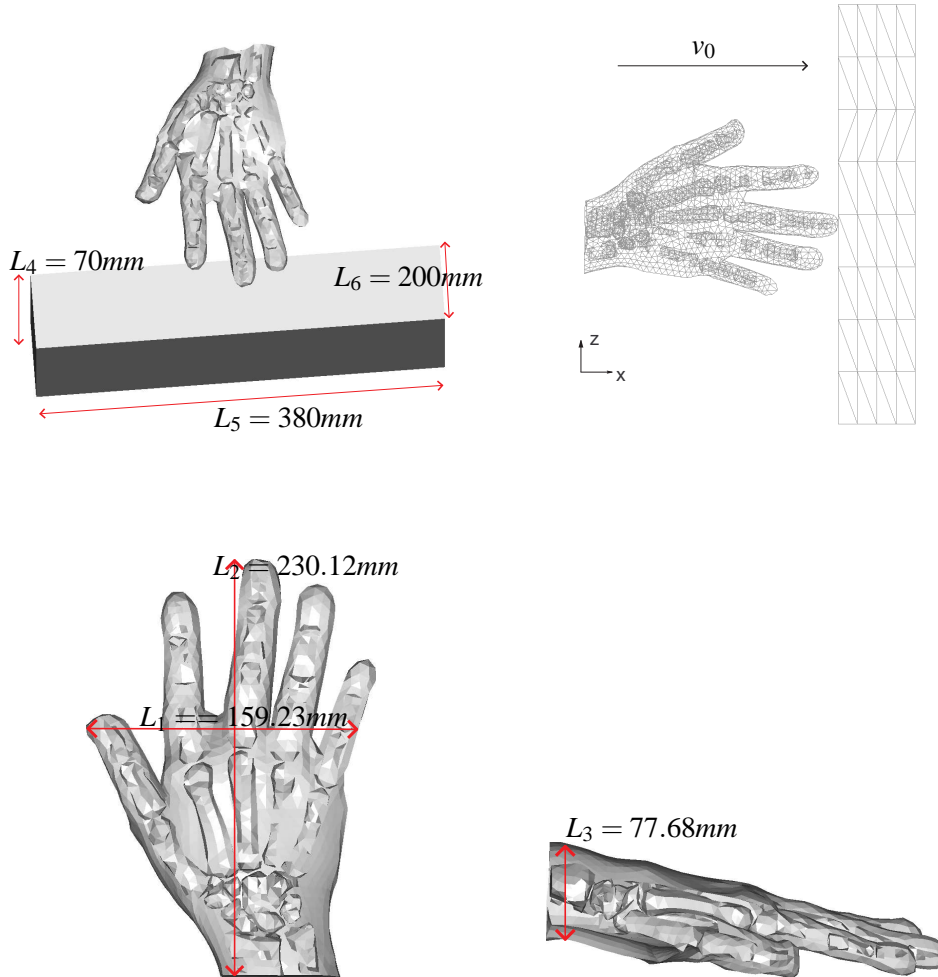 v₀
L₄ = 70mm
L₆ = 200mm
z
x
L₅ = 380mm
L₂ = 230.12mm
L₁ == 159.23mm
L₃ = 77.68mm